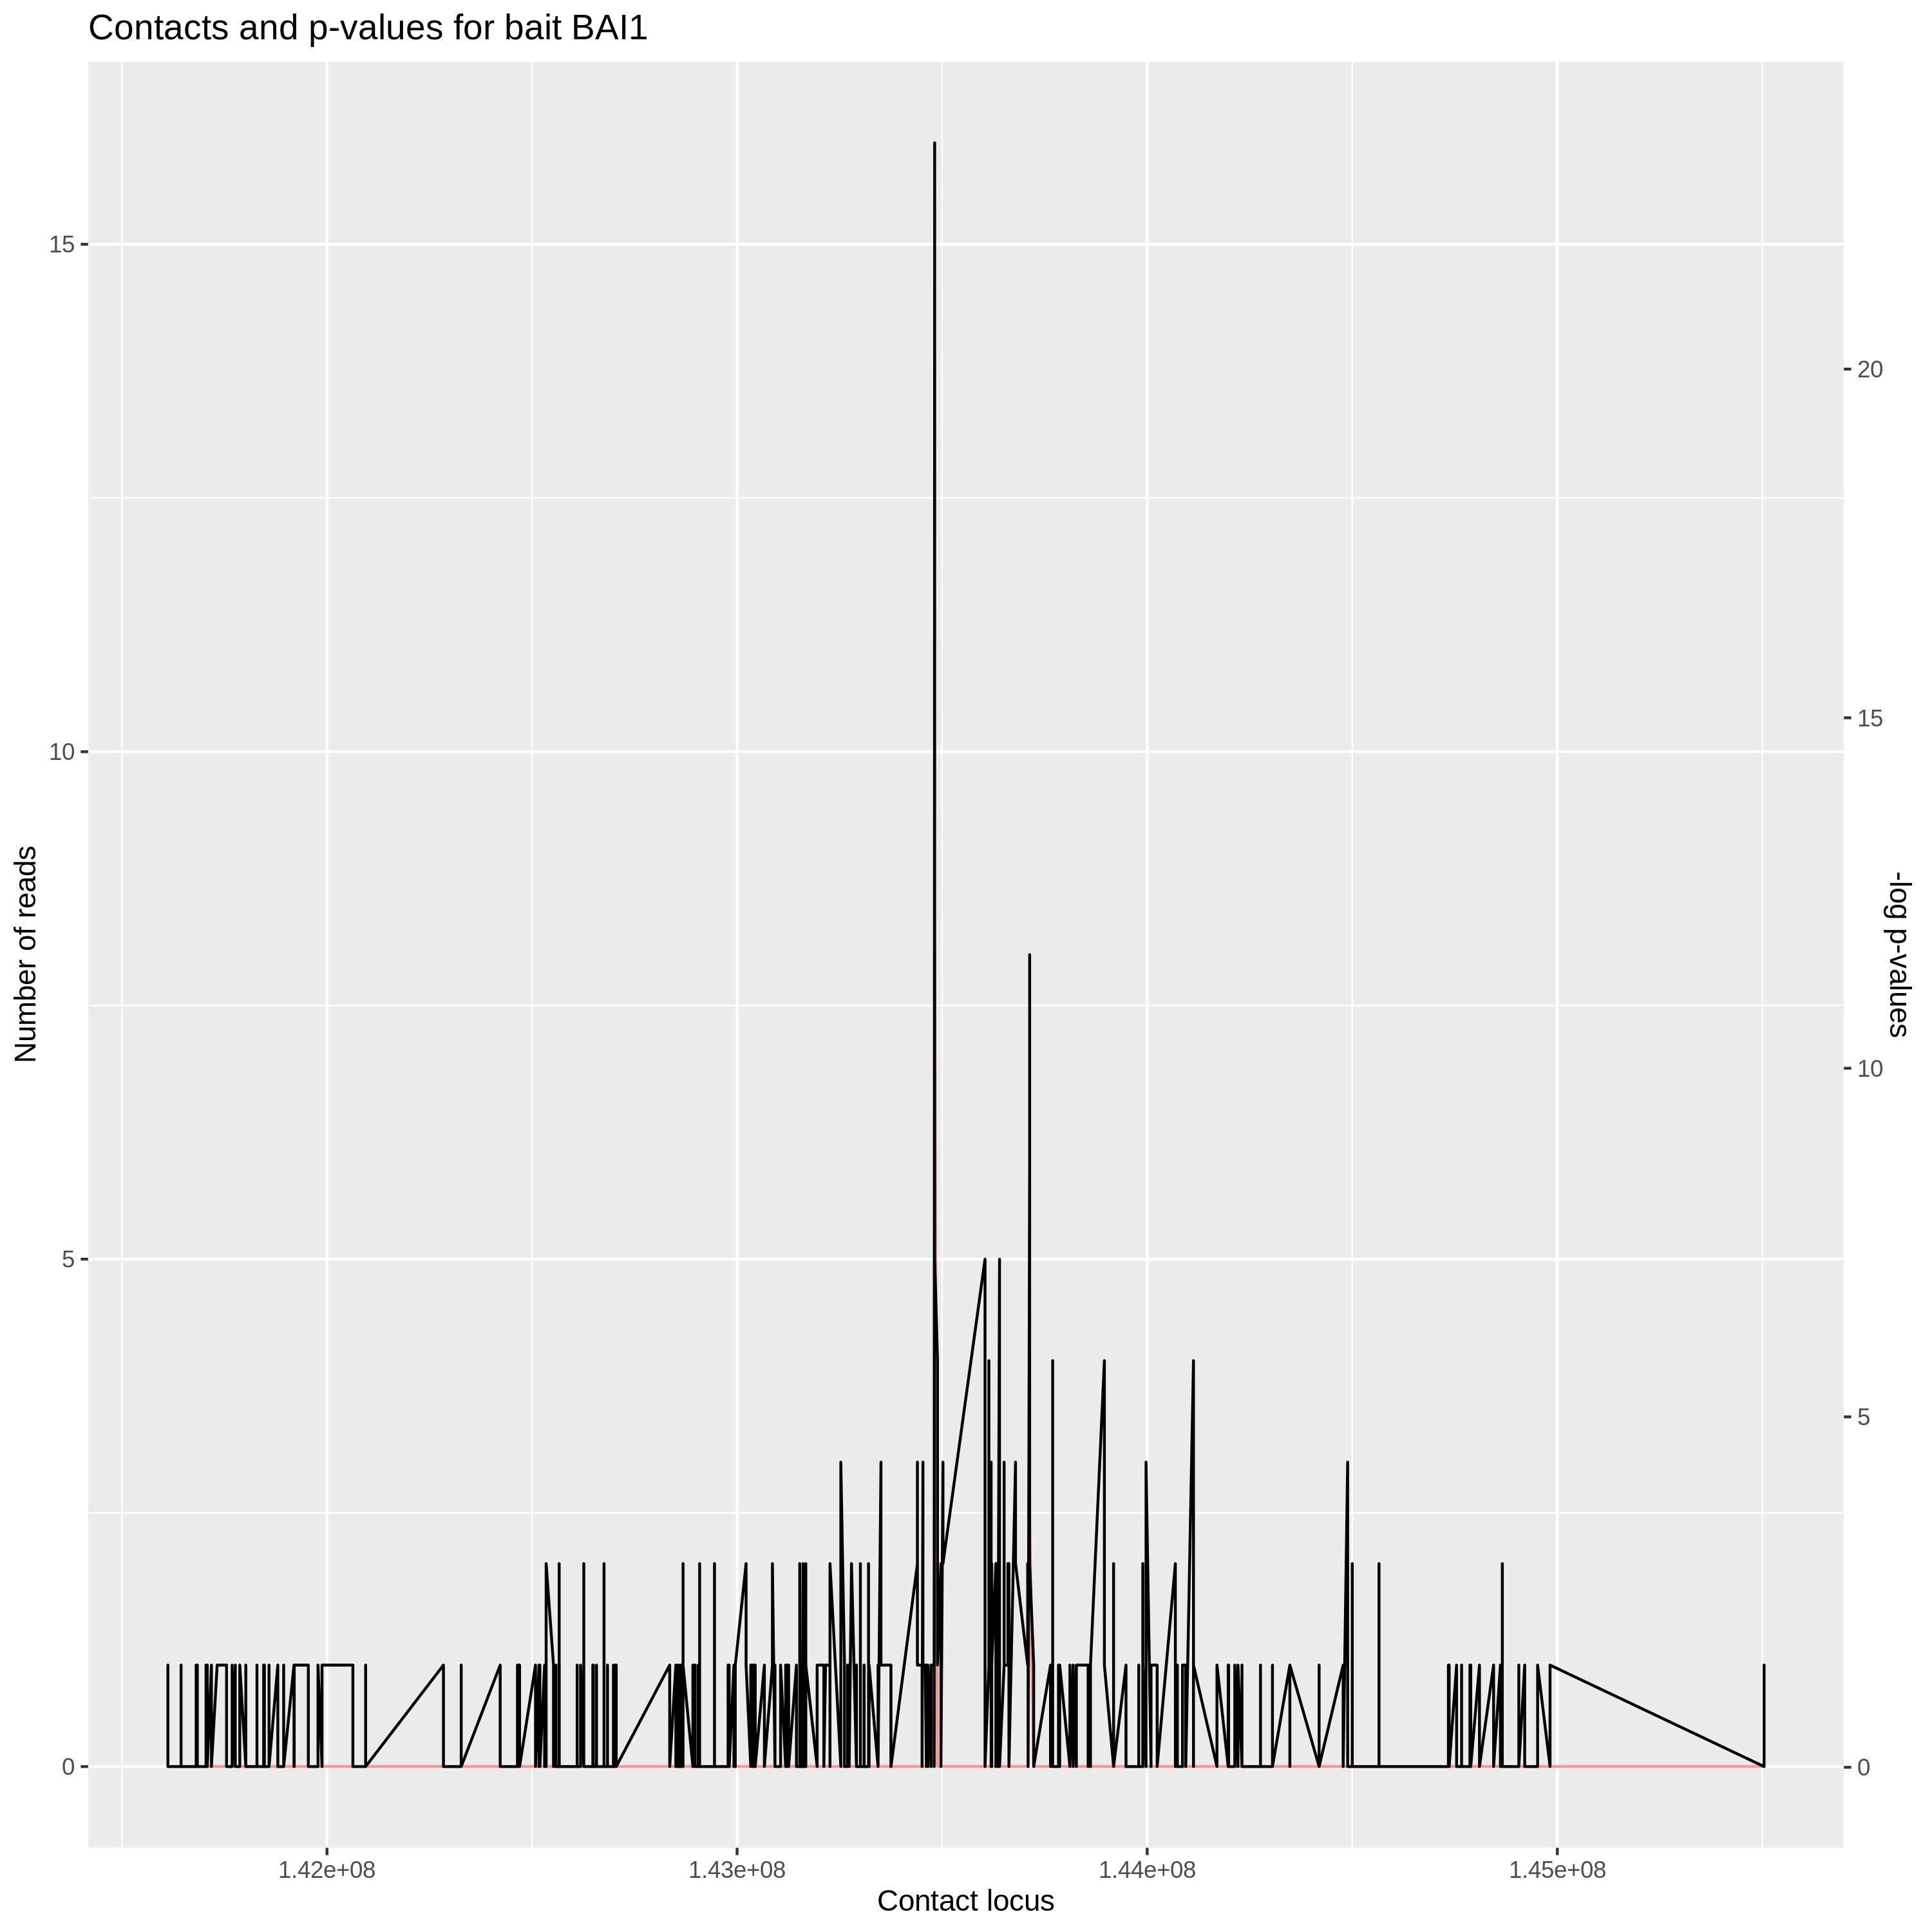 Contacts and p-values for bait BAI1
15
10
5
0
Number of reads
20
15
10
5
0
-log p-values
1.42e+08
1.43e+08
1.44e+08
1.45e+08
Contact locus